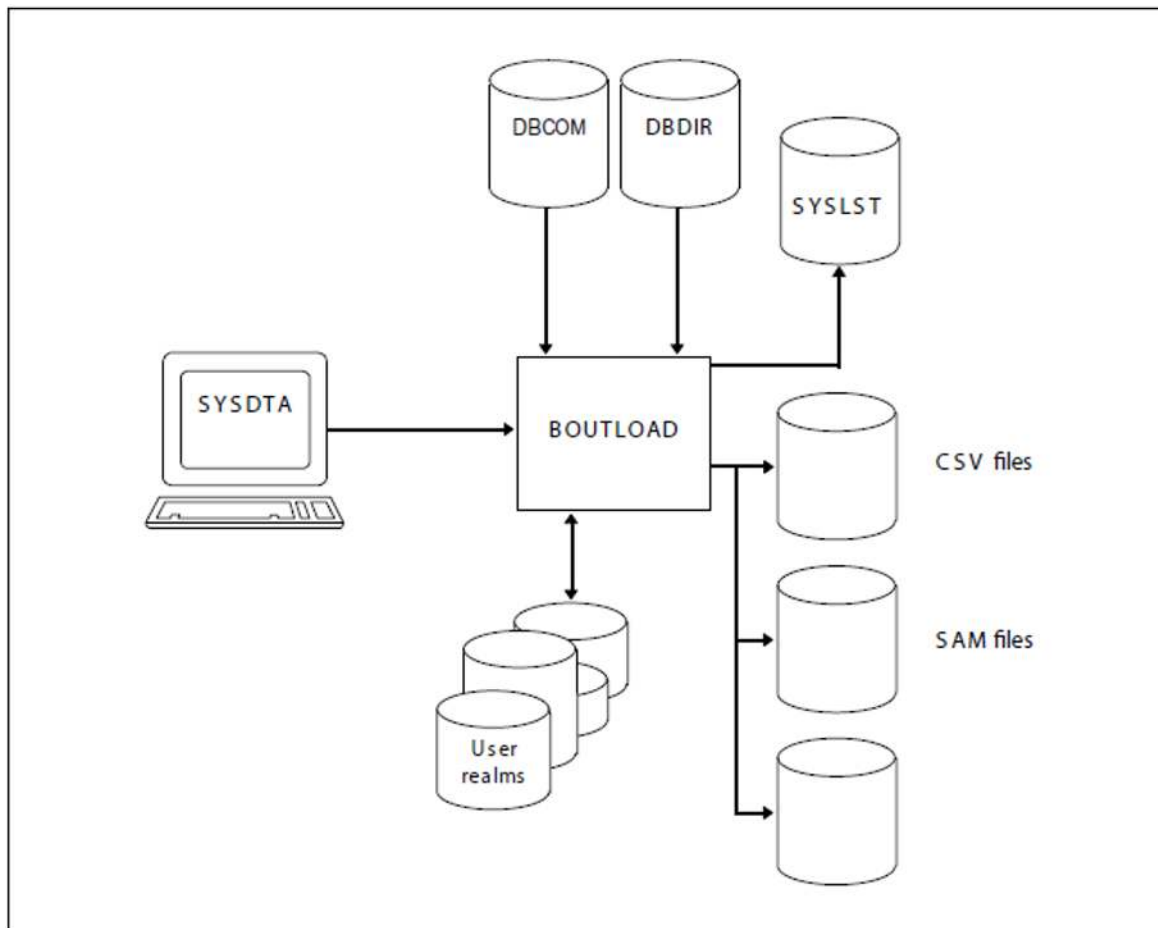 DBCOM
DBDIR
SYSLST
SYSDTA
BOUTLOAD
CSV files
SAM files
User
realms